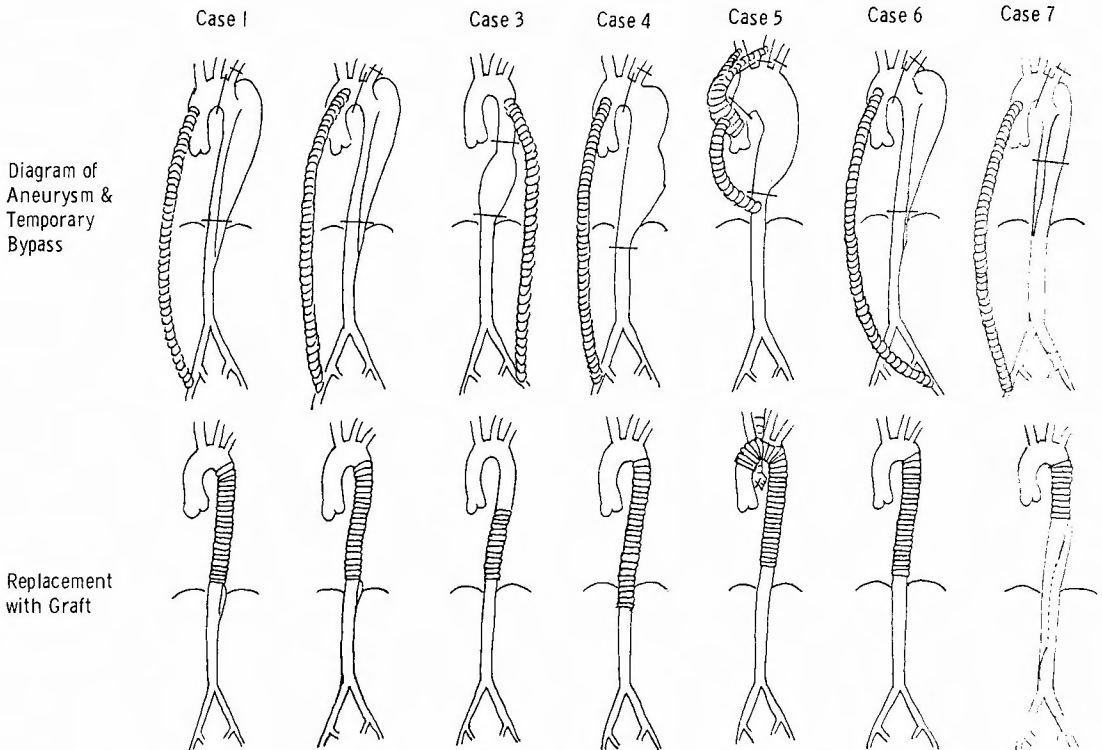 Case 1
Case 3
Case 4
Case 5
Case 6
Case 7
Diagram of
Aneurysm &
Temporary
Bypass
Replacement
with Graft